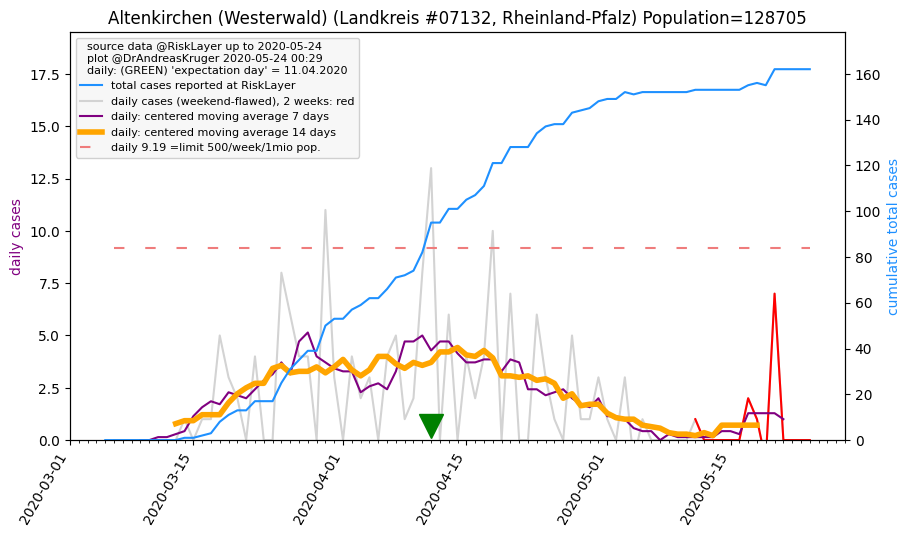 Altenkirchen (Westerwald) (Landkreis #07132, Rheinland-Pfalz) Population=128705
source data @RiskLayer up to 2020-05-24
plot @DrAndreasKruger 2020-05-24 00:29
daily: (GREEN) 'expectation day' = 11.04.2020
total cases reported at RiskLayer
daily cases (weekend-flawed), 2 weeks: red
daily: centered moving average 7 days
daily: centered moving average 14 days
daily 9.19 =limit 500/week/1mio pop.
daily cases
17.5
15.0
12.5
10.0
7.5
5.0
2.5
0.0
160
140
120
100
80
60
40
20
0
cumulative total cases
2020-03-01
2020-03-15
2020-04-01
2020-04-15
2020-05-01
2020-05-15